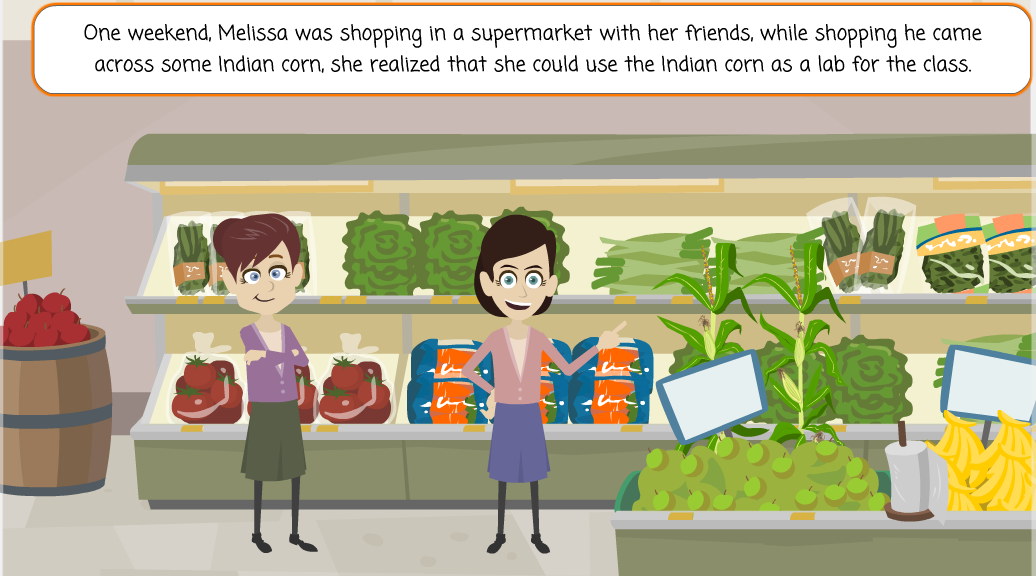 One weekend, Melissa was shopping in a supermarket with her friends, while shopping he came
across some Indian corn, she realized that she could use the Indian corn as a lab for the class.